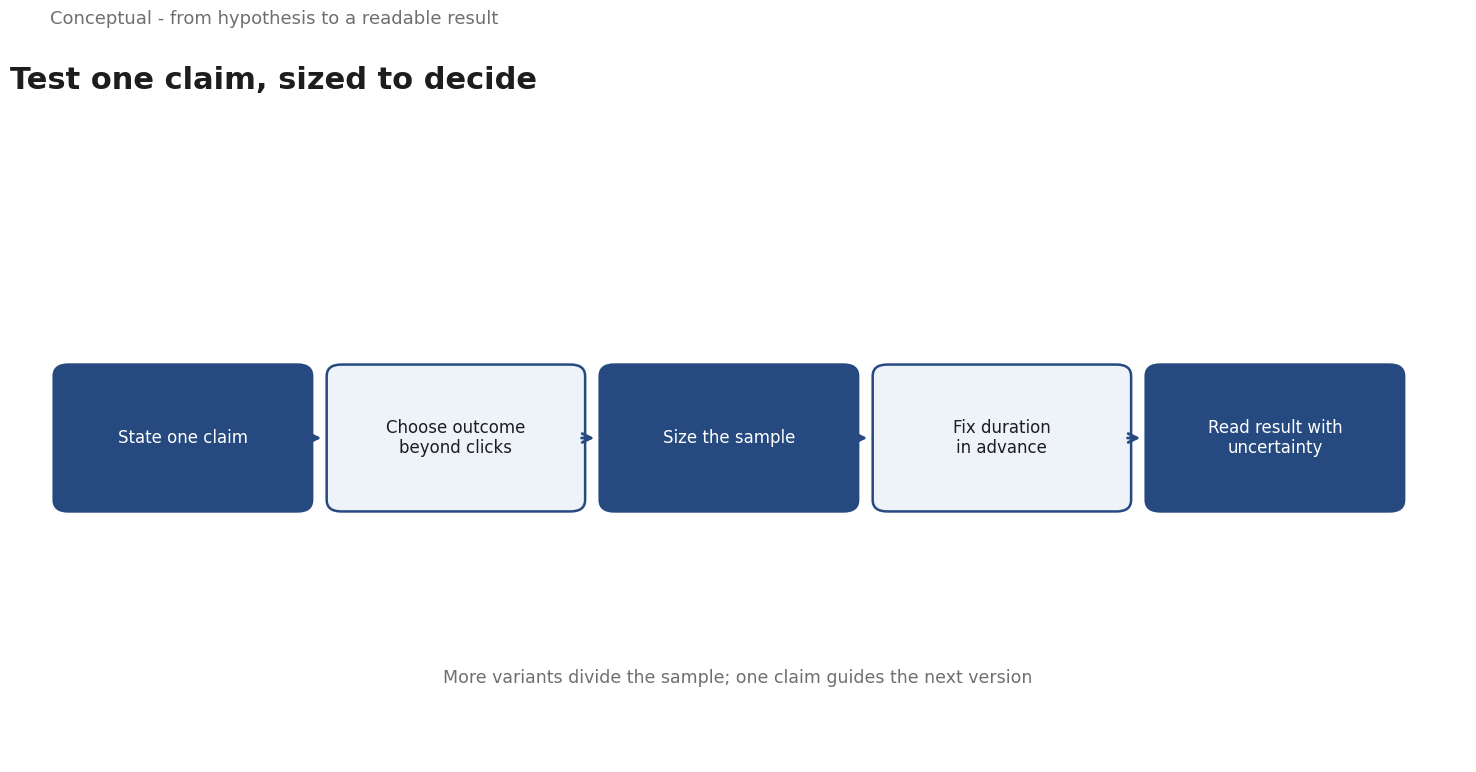 Conceptual - from hypothesis to a readable result
Test one claim, sized to decide
State one claim
Choose outcome
beyond clicks
Size the sample
Fix duration
in advance
Read result with
uncertainty
More variants divide the sample; one claim guides the next version